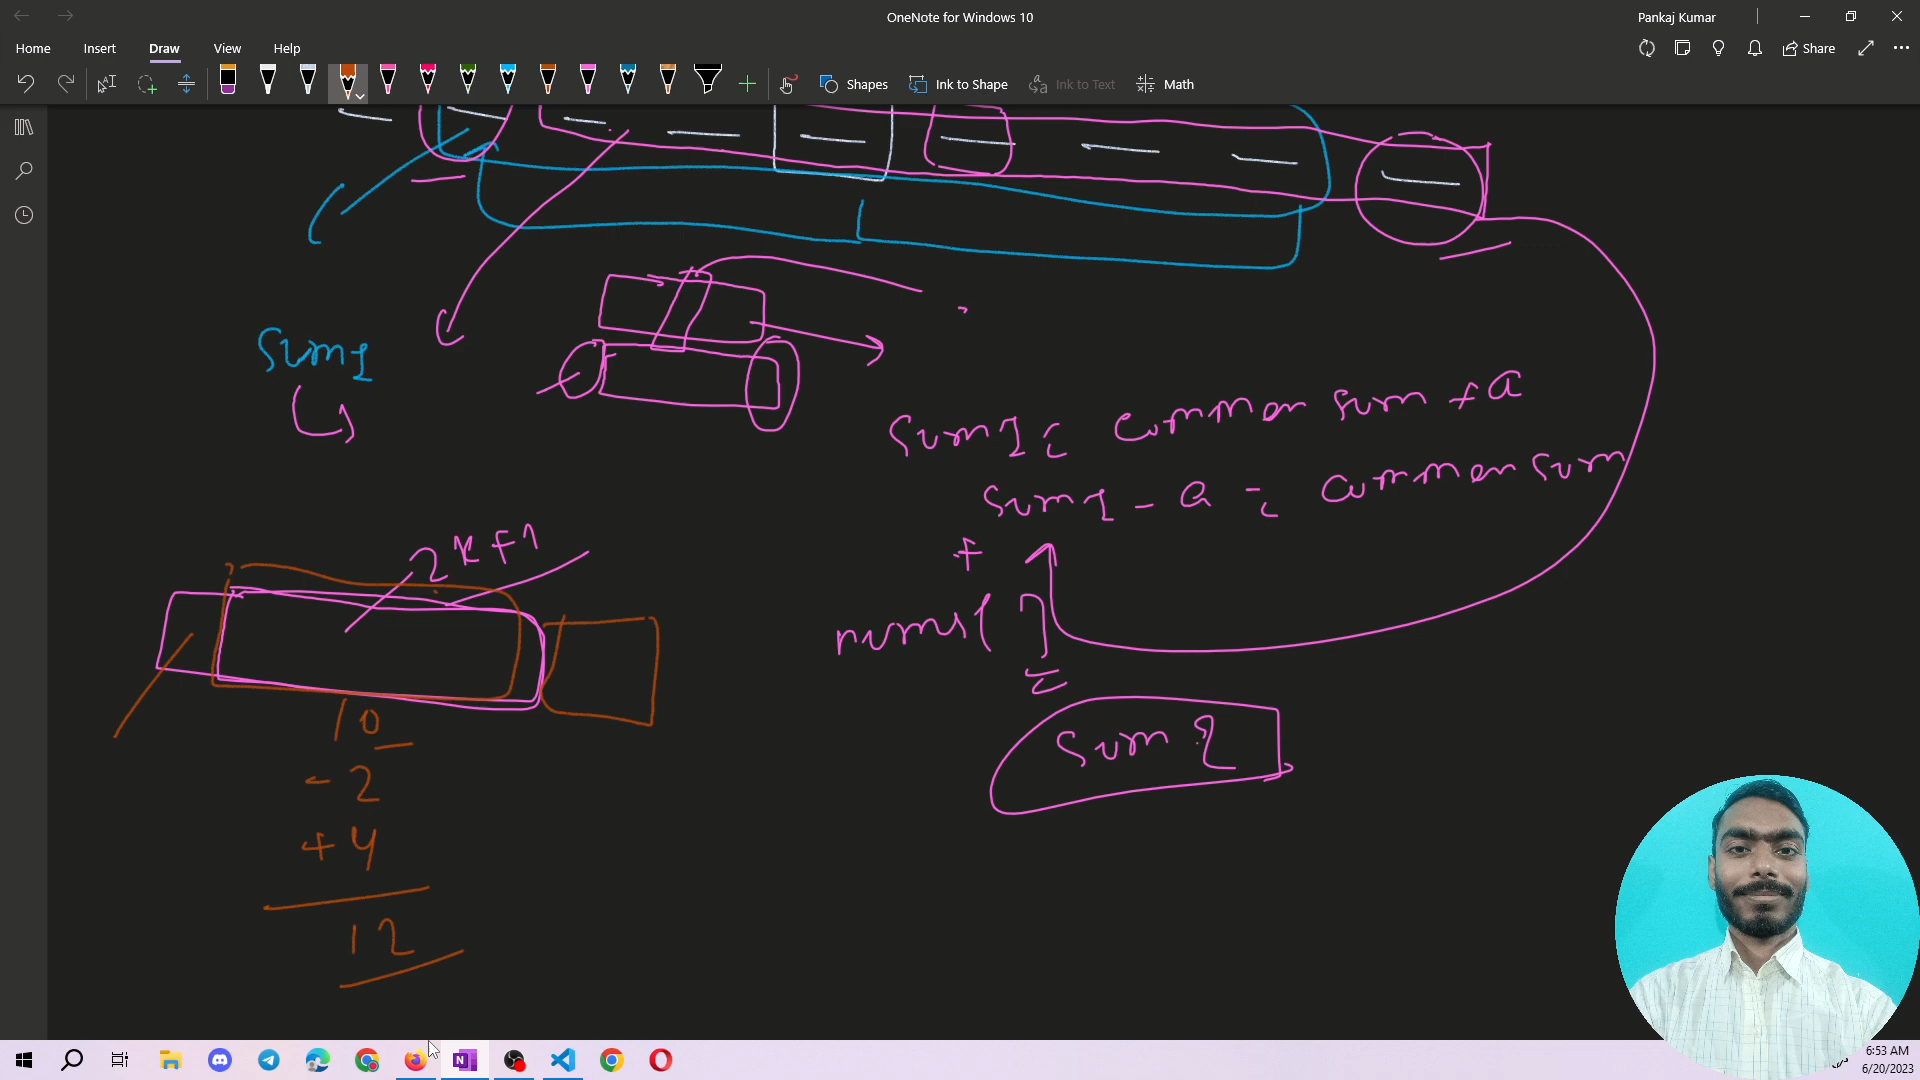 OneNote for Windows 10
Pankaj Kumar
Home Insert Draw View Help
Share
Shapes Ink to Shape Ink to Text Math
Sum1
Sum1 = common sum + a
Sum1 - a = common sum
+
nums[ ]
Sum 2
2k+1
10
- 2
+ 4
12
6:53 AM
6/20/2023